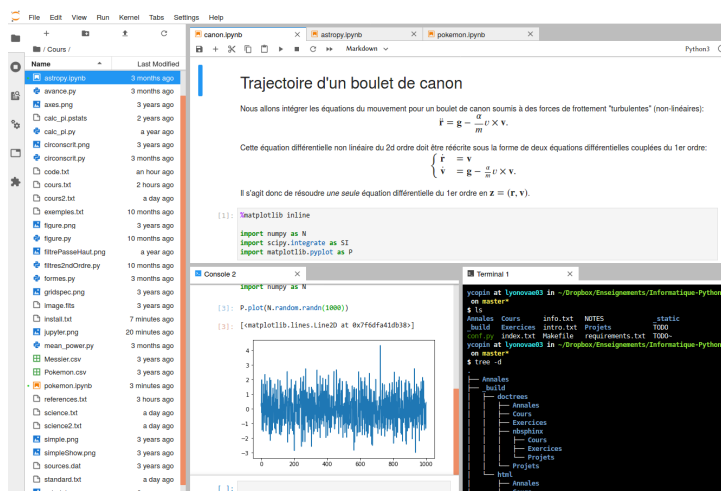 File Edit View Run Kernel Tabs Settings Help
/ Cours /
Name Last Modified
astropy.ipynb 3 months ago
avance.py 3 months ago
axes.png 3 years ago
calc_pi.pstats 2 years ago
calc_pi.py a year ago
circonscrit.png 3 years ago
circonscrit.py 3 months ago
code.txt an hour ago
cours.txt 2 hours ago
cours2.txt a day ago
exemples.txt 10 months ago
figure.png 3 years ago
figure.py 10 months ago
filtrePasseHaut.png a year ago
filtres2ndOrdre.py 10 months ago
formes.py 3 months ago
gridspec.png 3 years ago
image.fits 3 years ago
install.txt 7 minutes ago
jupyter.png 20 minutes ago
mean_power.py 3 months ago
Messier.csv 3 years ago
Pokemon.csv 3 years ago
pokemon.ipynb 3 minutes ago
references.txt 3 hours ago
science.txt a day ago
science2.txt a day ago
simple.png 3 years ago
simpleShow.png 3 years ago
sources.dat 3 years ago
standard.txt a day ago
canon.ipynb astropy.ipynb pokemon.ipynb
Markdown Python3
Trajectoire d'un boulet de canon
Nous allons intégrer les équations du mouvement pour un boulet de canon soumis à des forces de frottement "turbulentes" (non-linéaires):
r̈ = g − α/m v × v.
Cette équation différentielle non linéaire du 2d ordre doit être réécrite sous la forme de deux équations différentielles couplées du 1er ordre:
{ ṙ = v
v̇ = g − α/m v × v.
Il s'agit donc de résoudre une seule équation différentielle du 1er ordre en z = (r, v).
[1]: %matplotlib inline
import numpy as N
import scipy.integrate as SI
import matplotlib.pyplot as P
Console 2
import numpy as N
[3]: P.plot(N.random.randn(1000))
[3]: [<matplotlib.lines.Line2D at 0x7f6dfa41db38>]
4
3
2
1
0
−1
−2
−3
0 200 400 600 800 1000
[ ]:
Terminal 1
ycopin at lyonovae03 in ~/Dropbox/Enseignements/Informatique-Python
on master*
$ ls
Annales Cours info.txt NOTES _static
_build Exercices intro.txt Projets TODO
conf.py index.txt Makefile requirements.txt TODO~
ycopin at lyonovae03 in ~/Dropbox/Enseignements/Informatique-Python
on master*
$ tree -d
.
├── Annales
├── _build
│ ├── doctrees
│ │ ├── Annales
│ │ ├── Cours
│ │ ├── Exercices
│ │ ├── nbsphinx
│ │ │ ├── Cours
│ │ │ ├── Exercices
│ │ │ └── Projets
│ │ └── Projets
│ └── html
│ ├── Annales